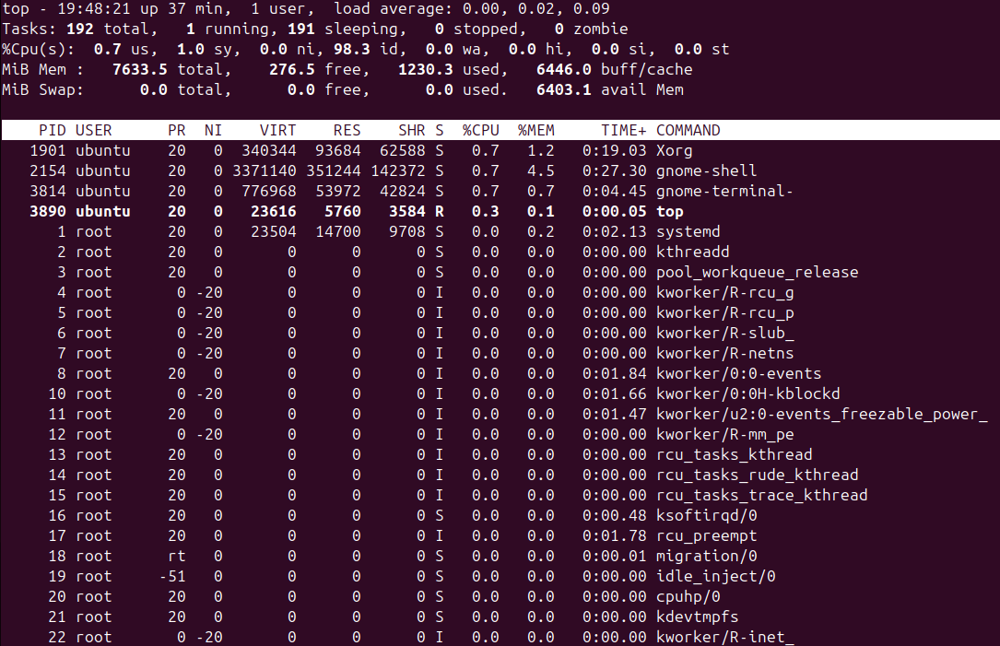 top - 19:48:21 up 37 min,  1 user,  load average: 0.00, 0.02, 0.09
Tasks: 192 total,   1 running, 191 sleeping,   0 stopped,   0 zombie
%Cpu(s):  0.7 us,  1.0 sy,  0.0 ni, 98.3 id,  0.0 wa,  0.0 hi,  0.0 si,  0.0 st
MiB Mem :   7633.5 total,    276.5 free,   1230.3 used,   6446.0 buff/cache
MiB Swap:      0.0 total,      0.0 free,      0.0 used.   6403.1 avail Mem
    PID USER      PR  NI    VIRT    RES    SHR S  %CPU  %MEM     TIME+ COMMAND
   1901 ubuntu    20   0  340344  93684  62588 S   0.7   1.2   0:19.03 Xorg
   2154 ubuntu    20   0 3371140 351244 142372 S   0.7   4.5   0:27.30 gnome-shell
   3814 ubuntu    20   0  776968  53972  42824 S   0.7   0.7   0:04.45 gnome-terminal-
   3890 ubuntu    20   0   23616   5760   3584 R   0.3   0.1   0:00.05 top
      1 root      20   0   23504  14700   9708 S   0.0   0.2   0:02.13 systemd
      2 root      20   0       0      0      0 S   0.0   0.0   0:00.00 kthreadd
      3 root      20   0       0      0      0 S   0.0   0.0   0:00.00 pool_workqueue_release
      4 root       0 -20       0      0      0 I   0.0   0.0   0:00.00 kworker/R-rcu_g
      5 root       0 -20       0      0      0 I   0.0   0.0   0:00.00 kworker/R-rcu_p
      6 root       0 -20       0      0      0 I   0.0   0.0   0:00.00 kworker/R-slub_
      7 root       0 -20       0      0      0 I   0.0   0.0   0:00.00 kworker/R-netns
      8 root      20   0       0      0      0 I   0.0   0.0   0:01.84 kworker/0:0-events
     10 root       0 -20       0      0      0 I   0.0   0.0   0:01.66 kworker/0:0H-kblockd
     11 root      20   0       0      0      0 I   0.0   0.0   0:01.47 kworker/u2:0-events_freezable_power_
     12 root       0 -20       0      0      0 I   0.0   0.0   0:00.00 kworker/R-mm_pe
     13 root      20   0       0      0      0 I   0.0   0.0   0:00.00 rcu_tasks_kthread
     14 root      20   0       0      0      0 I   0.0   0.0   0:00.00 rcu_tasks_rude_kthread
     15 root      20   0       0      0      0 I   0.0   0.0   0:00.00 rcu_tasks_trace_kthread
     16 root      20   0       0      0      0 S   0.0   0.0   0:00.48 ksoftirqd/0
     17 root      20   0       0      0      0 I   0.0   0.0   0:01.78 rcu_preempt
     18 root      rt   0       0      0      0 S   0.0   0.0   0:00.01 migration/0
     19 root     -51   0       0      0      0 S   0.0   0.0   0:00.00 idle_inject/0
     20 root      20   0       0      0      0 S   0.0   0.0   0:00.00 cpuhp/0
     21 root      20   0       0      0      0 S   0.0   0.0   0:00.00 kdevtmpfs
     22 root       0 -20       0      0      0 I   0.0   0.0   0:00.00 kworker/R-inet_